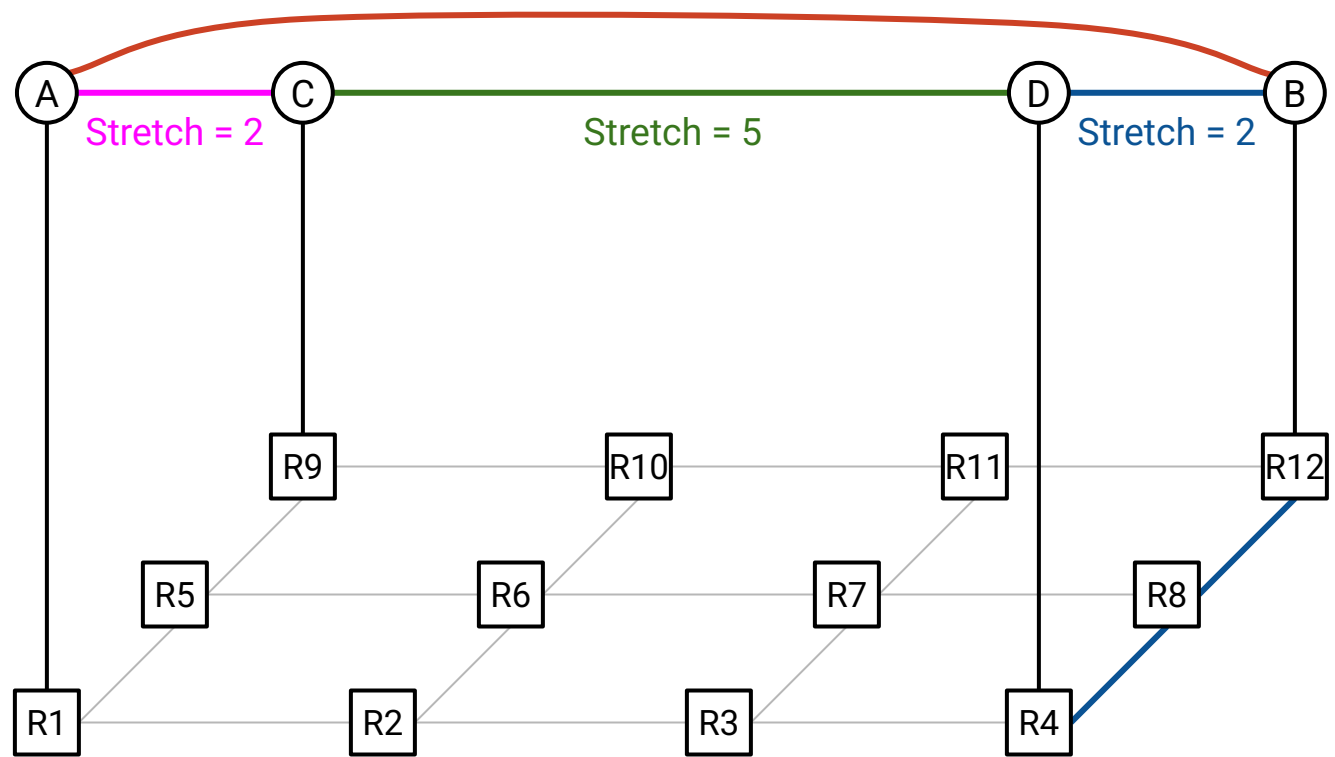 A
C
D
B
Stretch = 2
Stretch = 5
Stretch = 2
R9
R10
R11
R12
R5
R6
R7
R8
R1
R2
R3
R4